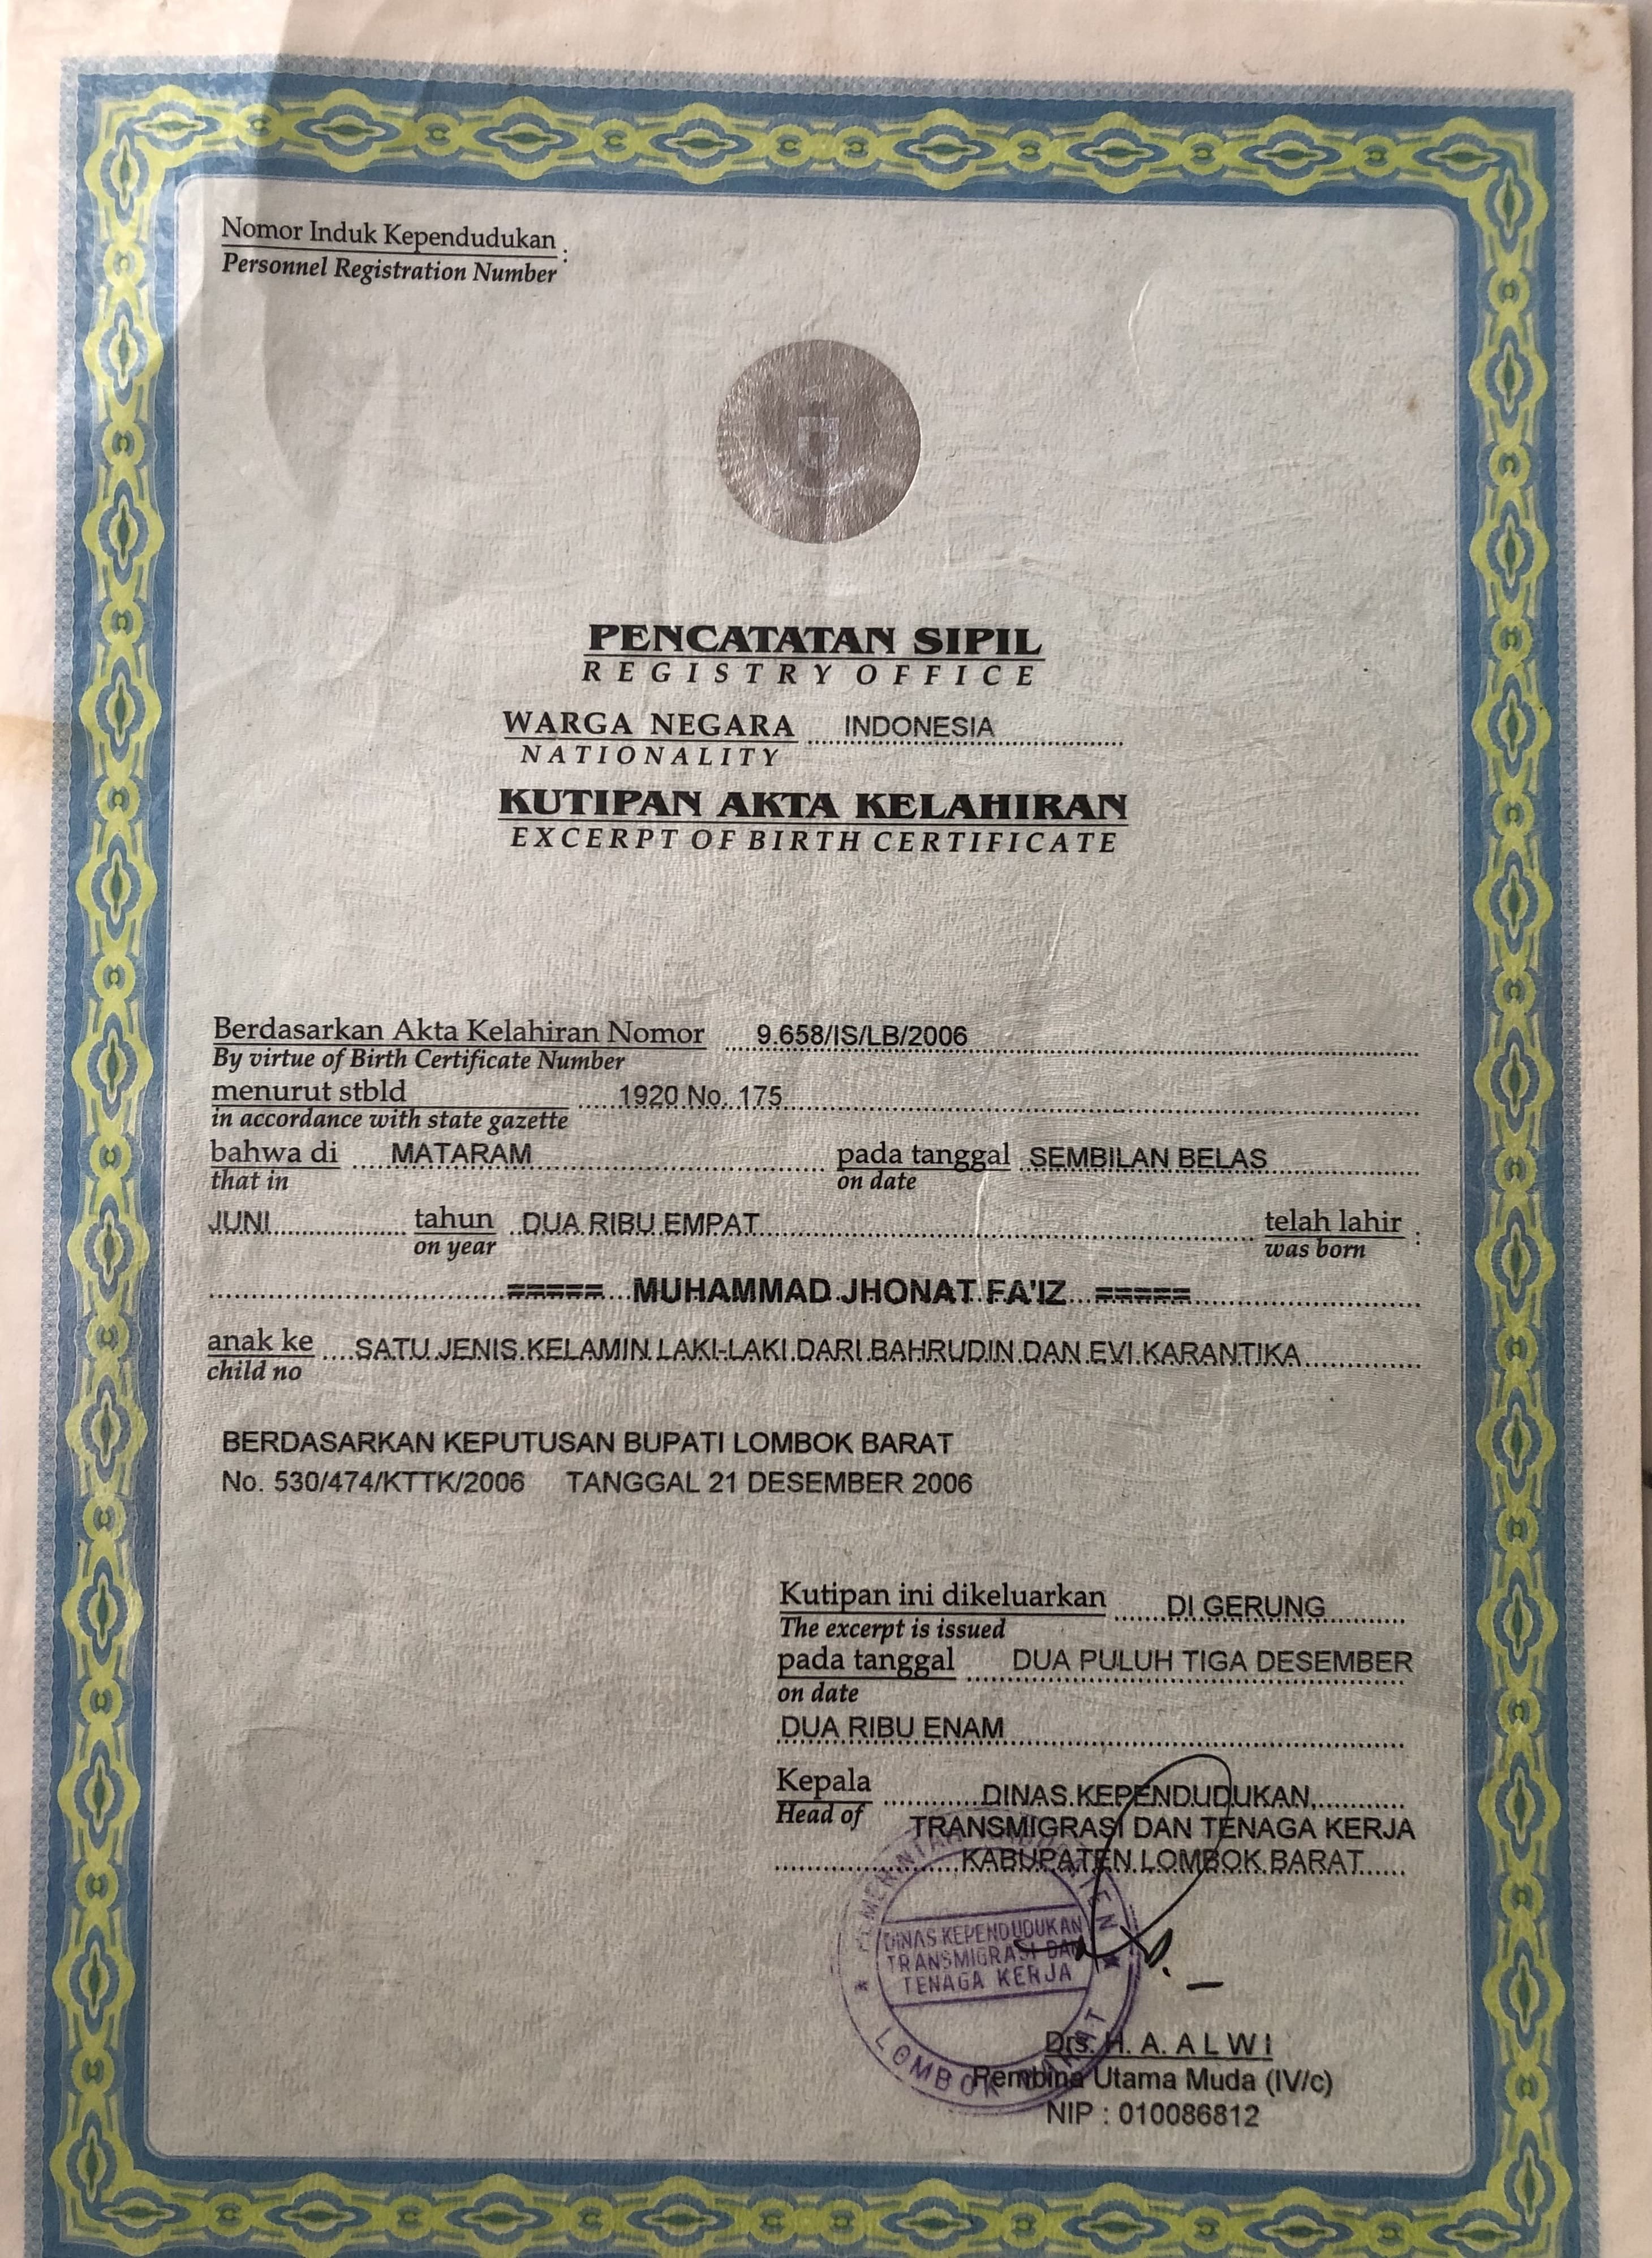 Nomor Induk Kependudukan :
Personnel Registration Number
PENCATATAN SIPIL
REGISTRY OFFICE
WARGA NEGARA INDONESIA
NATIONALITY
KUTIPAN AKTA KELAHIRAN
EXCERPT OF BIRTH CERTIFICATE
Berdasarkan Akta Kelahiran Nomor 9.658/IS/LB/2006
By virtue of Birth Certificate Number
menurut stbld 1920 No. 175
in accordance with state gazette
bahwa di MATARAM pada tanggal SEMBILAN BELAS
that in on date
JUNI tahun DUA RIBU EMPAT telah lahir :
on year was born
===== MUHAMMAD JHONAT FA'IZ =====
anak ke SATU JENIS KELAMIN LAKI-LAKI DARI BAHRUDIN DAN EVI KARANTIKA
child no
BERDASARKAN KEPUTUSAN BUPATI LOMBOK BARAT
No. 530/474/KTTK/2006 TANGGAL 21 DESEMBER 2006
Kutipan ini dikeluarkan DI GERUNG
The excerpt is issued
pada tanggal DUA PULUH TIGA DESEMBER
on date
DUA RIBU ENAM
Kepala DINAS KEPENDUDUKAN,
Head of TRANSMIGRASI DAN TENAGA KERJA
KABUPATEN LOMBOK BARAT
DINAS KEPENDUDUKAN
TRANSMIGRASI DAN
TENAGA KERJA
LOMBOK BARAT
Drs. H. A. A L W I
Pembina Utama Muda (IV/c)
NIP : 010086812